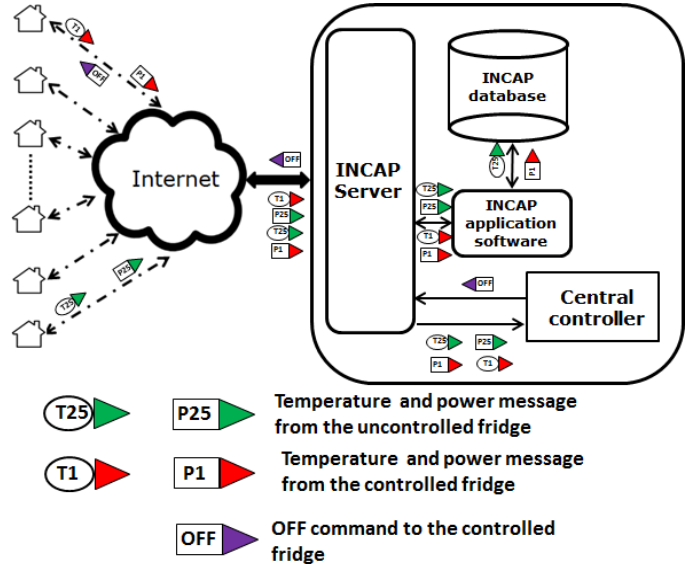 T1
OFF
P1
Internet
T25
P25
OFF
T1
P25
T25
P1
INCAP
Server
INCAP
database
T25
P1
T25
P25
T1
P1
INCAP
application
software
OFF
Central
controller
T25
P25
P1
T1
T25
P25
Temperature and power message
from the uncontrolled fridge
T1
P1
Temperature and power message
from the controlled fridge
OFF
OFF command to the controlled
fridge